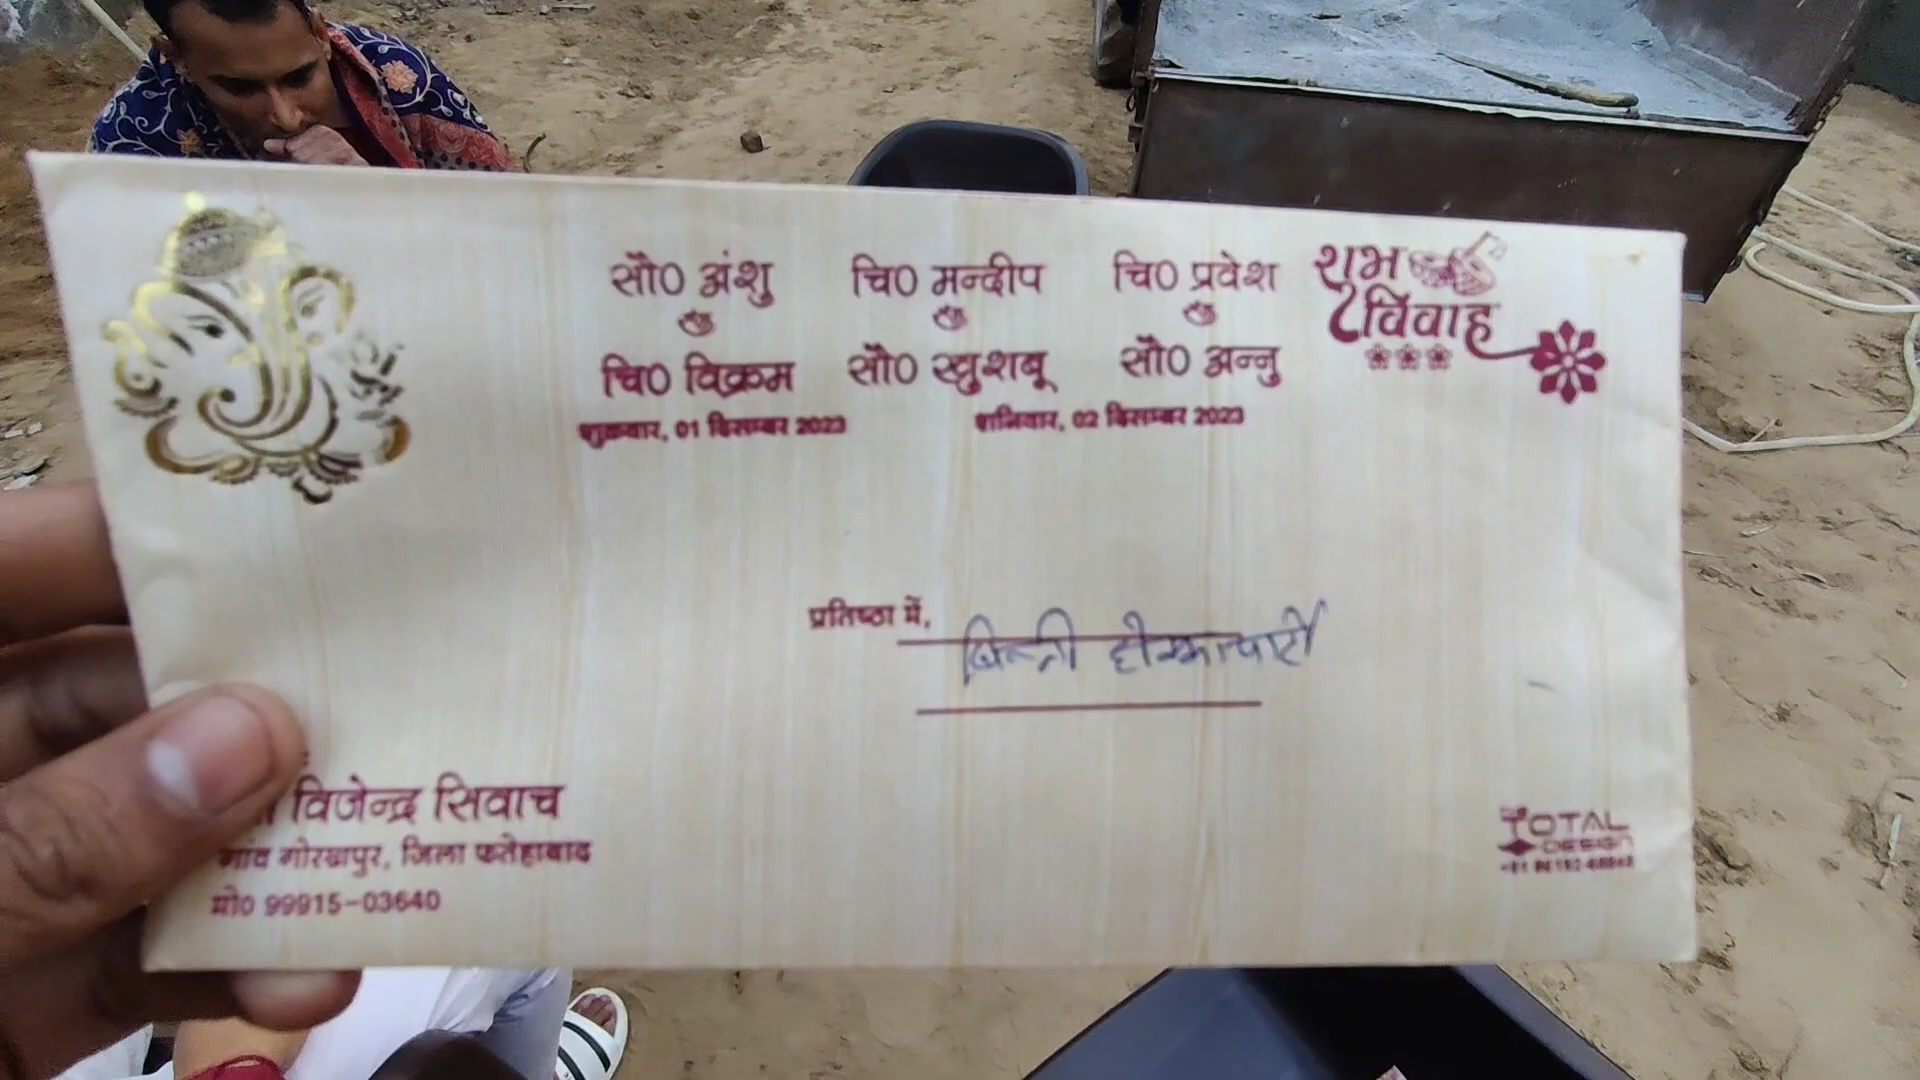 सौ0 अंशु चि0 मन्दीप चि0 प्रवेश शुभ विवाह
चि0 विक्रम सौ0 खुशबू सौ0 अन्नु
शुक्रवार, 01 दिसम्बर 2023 शनिवार, 02 दिसम्बर 2023
प्रतिष्ठा में,
विजेन्द्र सिवाच
गांव गोरखपुर, जिला फतेहाबाद
मो0 99915-03640
TOTAL
DESIGN